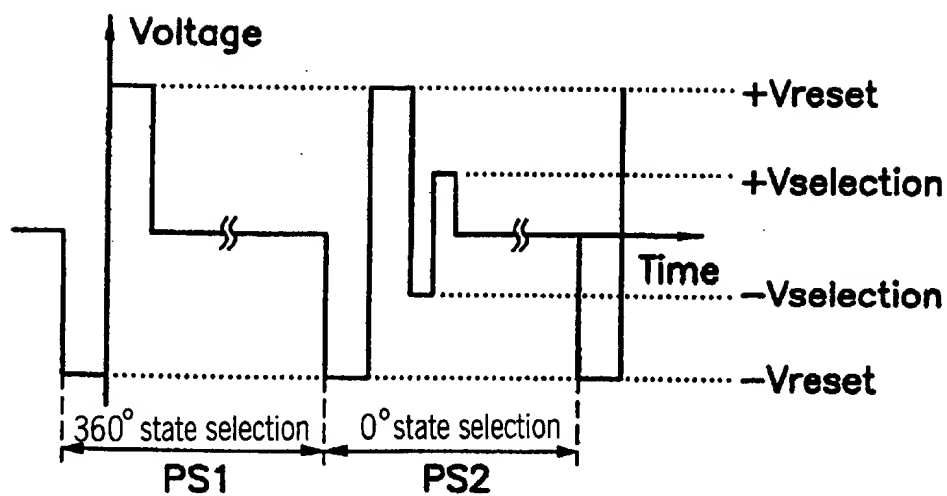 Voltage
+Vreset
+Vselection
Time
−Vselection
−Vreset
360° state selection
0° state selection
PS1
PS2